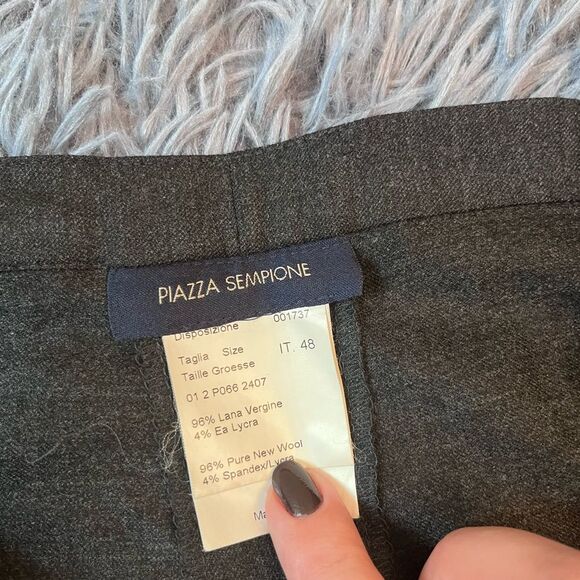 PIAZZA SEMPIONE
Disposizione 001737
Taglia Size IT. 48
Taille Groesse
01 2 P066 2407
96% Lana Vergine
4% Ea Lycra
96% Pure New Wool
4% Spandex/Lycra